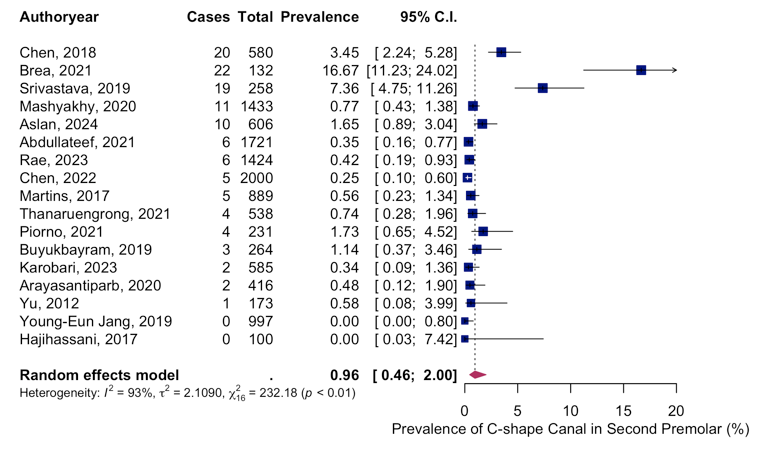 Authoryear Cases Total Prevalence 95% C.I.
Chen, 2018 20 580 3.45 [ 2.24; 5.28]
Brea, 2021 22 132 16.67 [11.23; 24.02]
Srivastava, 2019 19 258 7.36 [ 4.75; 11.26]
Mashyakhy, 2020 11 1433 0.77 [ 0.43; 1.38]
Aslan, 2024 10 606 1.65 [ 0.89; 3.04]
Abdullateef, 2021 6 1721 0.35 [ 0.16; 0.77]
Rae, 2023 6 1424 0.42 [ 0.19; 0.93]
Chen, 2022 5 2000 0.25 [ 0.10; 0.60]
Martins, 2017 5 889 0.56 [ 0.23; 1.34]
Thanaruengrong, 2021 4 538 0.74 [ 0.28; 1.96]
Piorno, 2021 4 231 1.73 [ 0.65; 4.52]
Buyukbayram, 2019 3 264 1.14 [ 0.37; 3.46]
Karobari, 2023 2 585 0.34 [ 0.09; 1.36]
Arayasantiparb, 2020 2 416 0.48 [ 0.12; 1.90]
Yu, 2012 1 173 0.58 [ 0.08; 3.99]
Young-Eun Jang, 2019 0 997 0.00 [ 0.00; 0.80]
Hajihassani, 2017 0 100 0.00 [ 0.03; 7.42]
Random effects model . 0.96 [ 0.46; 2.00]
Heterogeneity: I² = 93%, τ² = 2.1090, χ²₁₆ = 232.18 (p < 0.01)
0 5 10 15 20
Prevalence of C-shape Canal in Second Premolar (%)